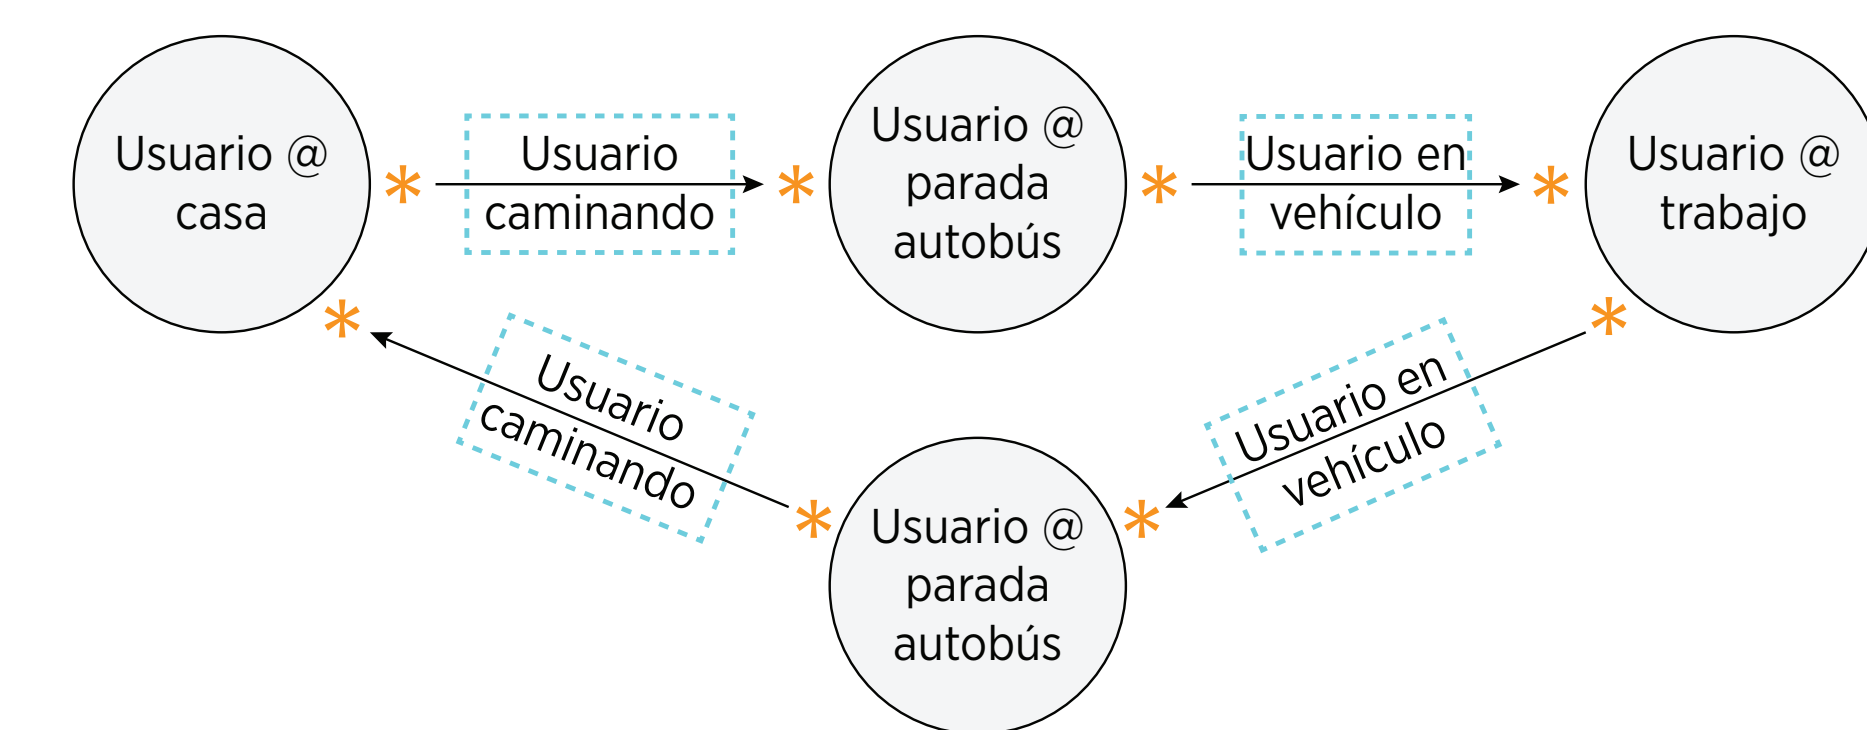 Usuario @
casa
*
Usuario
caminando
*
Usuario @
parada
autobús
*
Usuario en
vehículo
*
Usuario @
trabajo
*
Usuario
caminando
*
Usuario @
parada
autobús
*
Usuario en
vehículo
*